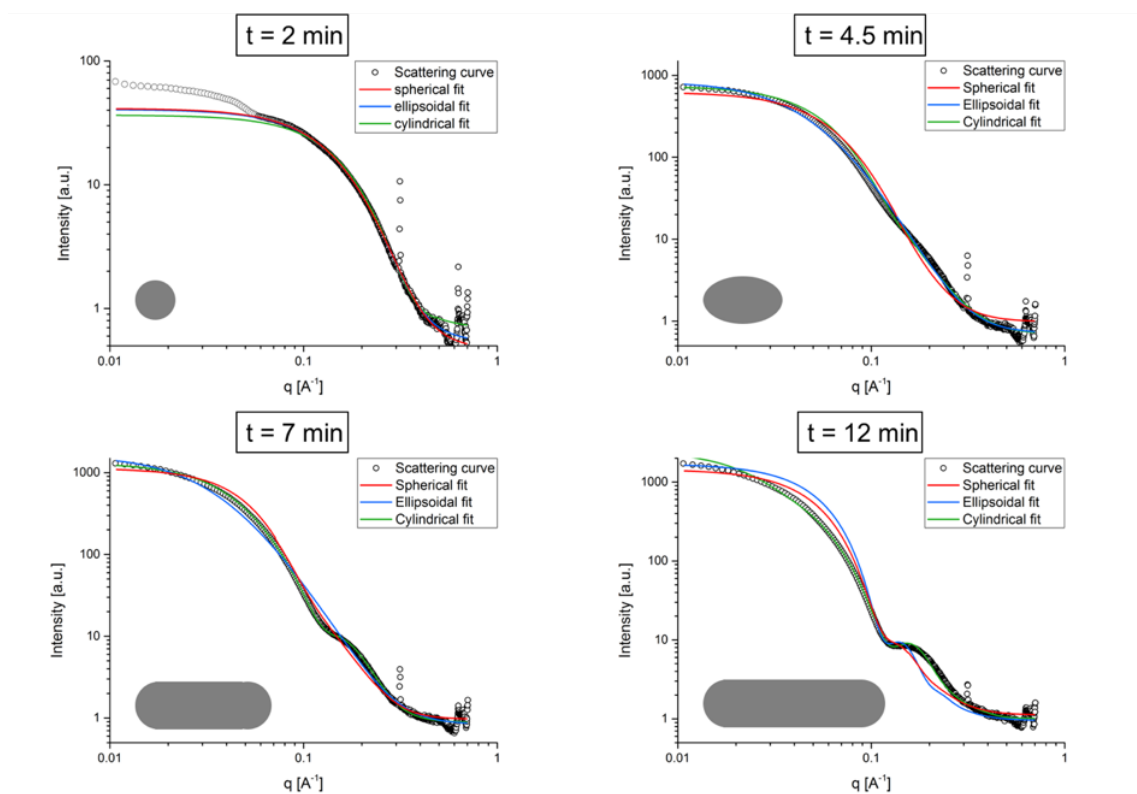 t = 2 min
100
10
1
Intensity [a.u.]
Scattering curve
spherical fit
ellipsoidal fit
cylindrical fit
0.01 0.1 1
q [A⁻¹]
t = 4.5 min
1000
100
10
1
Intensity [a.u.]
Scattering curve
Spherical fit
Ellipsoidal fit
Cylindrical fit
0.01 0.1 1
q [A⁻¹]
t = 7 min
1000
100
10
1
Intensity [a.u.]
Scattering curve
Spherical fit
Ellipsoidal fit
Cylindrical fit
0.01 0.1 1
q [A⁻¹]
t = 12 min
1000
100
10
1
Intensity [a.u.]
Scattering curve
Spherical fit
Ellipsoidal fit
Cylindrical fit
0.01 0.1 1
q [A⁻¹]